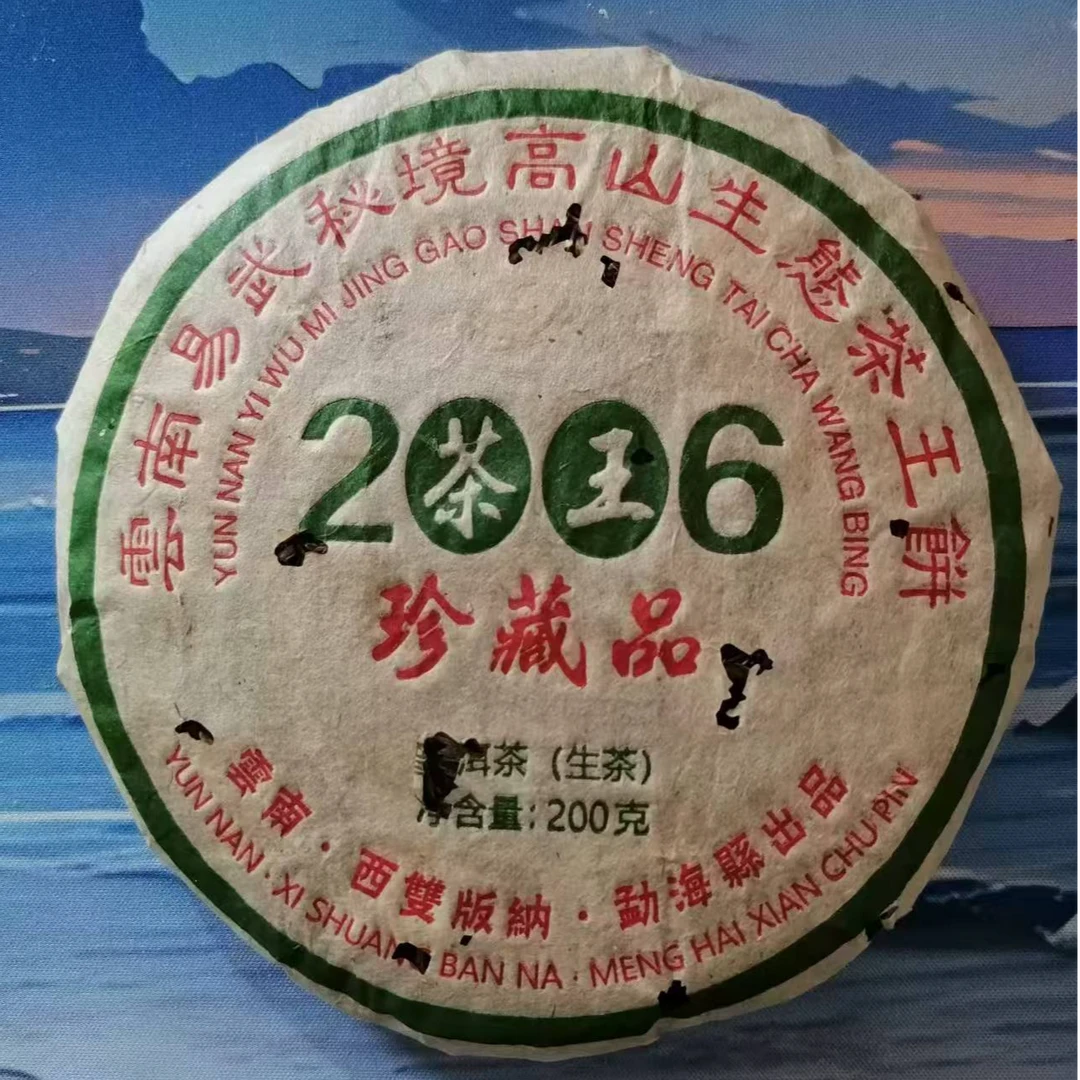 雲南易武秘境高山生態茶王餅
YUN NAN YI WU MI JING GAO SHAN SHENG TAI CHA WANG BING
2茶王6
珍藏品
洱茶（生茶）
净含量：200克
雲南·西雙版納·勐海縣出品
YUN NAN·XI SHUANG BAN NA·MENG HAI XIAN CHU PIN